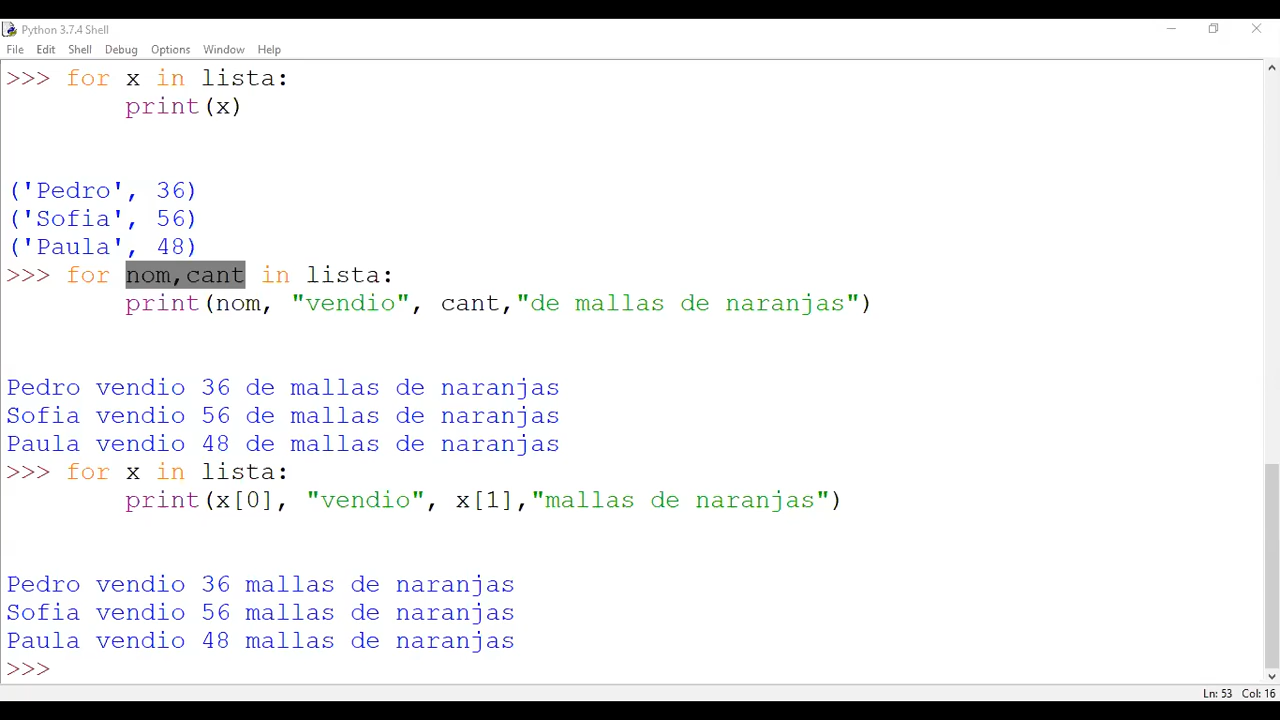 Python 3.7.4 Shell
File Edit Shell Debug Options Window Help
>>> for x in lista:
        print(x)
('Pedro', 36)
('Sofia', 56)
('Paula', 48)
>>> for nom,cant in lista:
        print(nom, "vendio", cant,"de mallas de naranjas")
Pedro vendio 36 de mallas de naranjas
Sofia vendio 56 de mallas de naranjas
Paula vendio 48 de mallas de naranjas
>>> for x in lista:
        print(x[0], "vendio", x[1],"mallas de naranjas")
Pedro vendio 36 mallas de naranjas
Sofia vendio 56 mallas de naranjas
Paula vendio 48 mallas de naranjas
>>>
Ln: 53 Col: 16